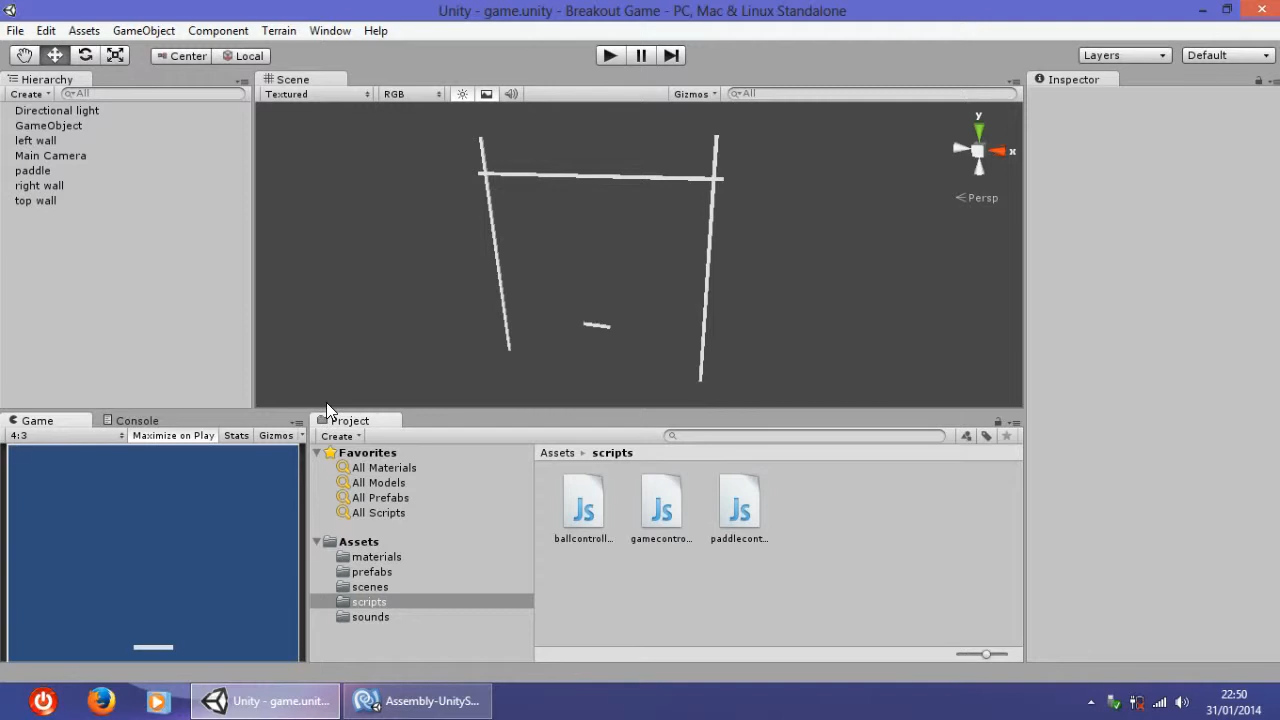 Unity - game.unity - Breakout Game - PC, Mac & Linux Standalone
File Edit Assets GameObject Component Terrain Window Help
Center Local Layers Default
Hierarchy Scene Inspector
Create All Textured RGB Gizmos All
Directional light
GameObject
left wall
Main Camera
paddle
right wall
top wall
y
x
Persp
Game Console Project
4:3 Maximize on Play Stats Gizmos Create
Favorites
All Materials
All Models
All Prefabs
All Scripts
Assets
materials
prefabs
scenes
scripts
sounds
Assets scripts
Js Js Js
ballcontroll... gamecontro... paddlecont...
Unity - game.unit... Assembly-UnityS...
22:50
31/01/2014